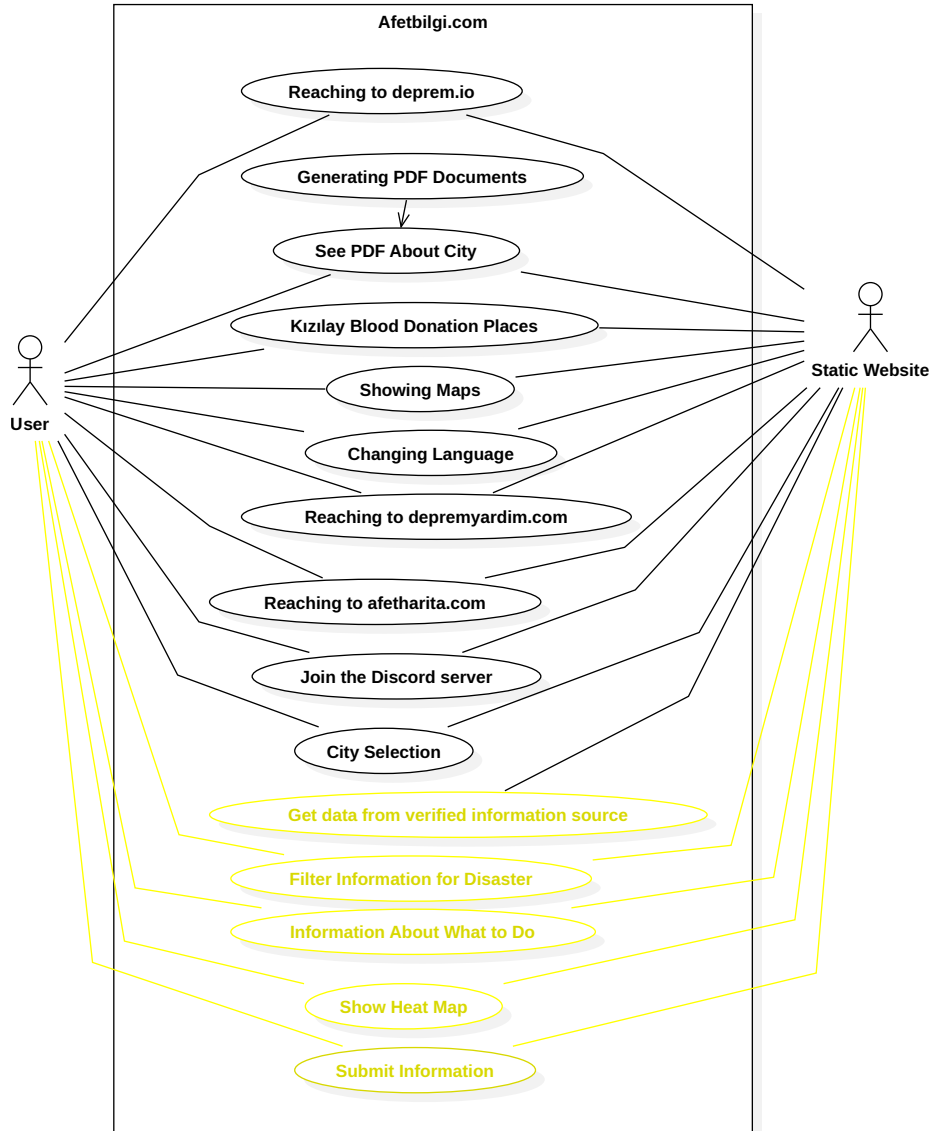 Afetbilgi.com
Reaching to deprem.io
Generating PDF Documents
See PDF About City
Kızılay Blood Donation Places
Showing Maps
Changing Language
Reaching to depremyardim.com
Reaching to afetharita.com
Join the Discord server
City Selection
Get data from verified information source
Filter Information for Disaster
Information About What to Do
Show Heat Map
Submit Information
User
Static Website